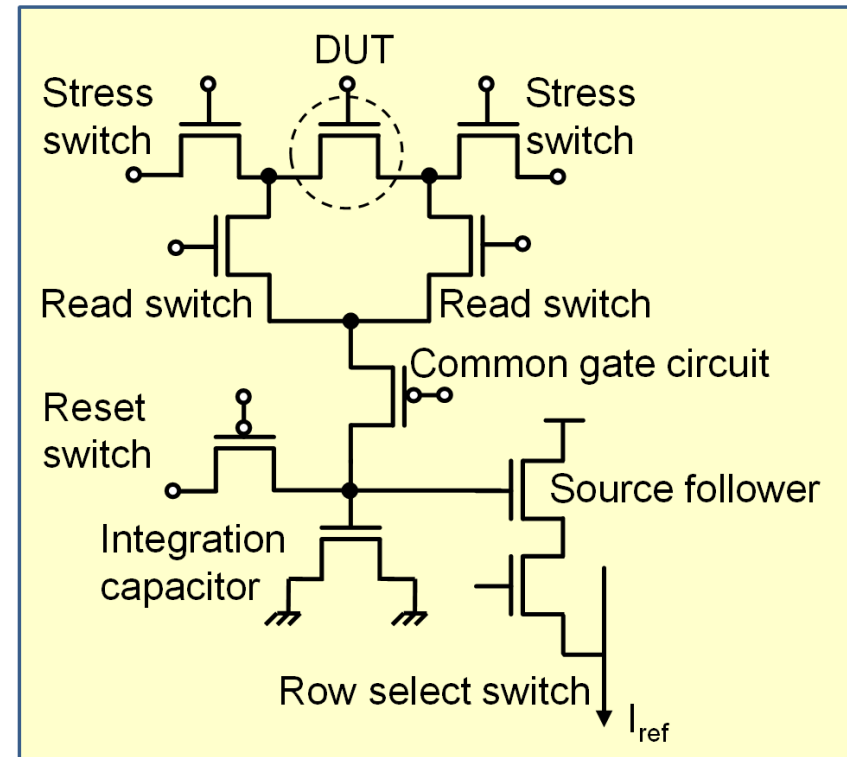 DUT
Stress
switch
Stress
switch
Read switch
Read switch
Common gate circuit
Reset
switch
Source follower
Integration
capacitor
Row select switch
Iref